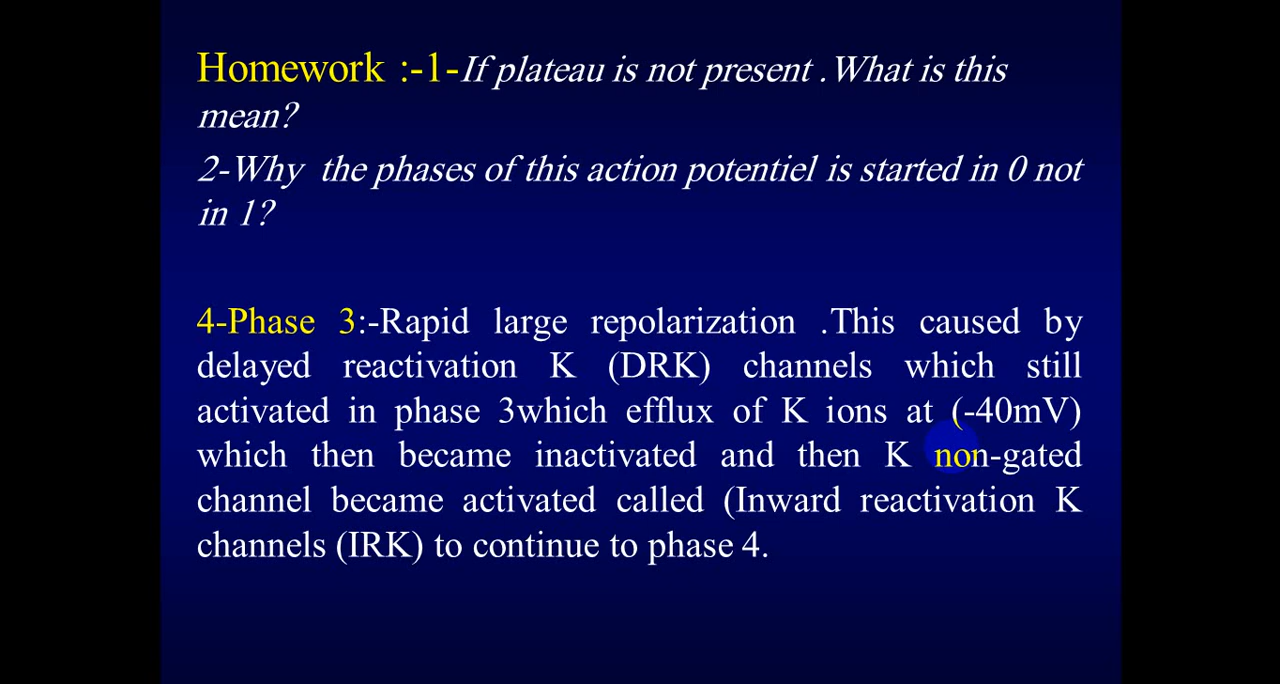 Homework :-1-If plateau is not present .What is this
mean?
2-Why the phases of this action potentiel is started in 0 not
in 1?
4-Phase 3:-Rapid large repolarization .This caused by
delayed reactivation K (DRK) channels which still
activated in phase 3which efflux of K ions at (-40mV)
which then became inactivated and then K non-gated
channel became activated called (Inward reactivation K
channels (IRK) to continue to phase 4.